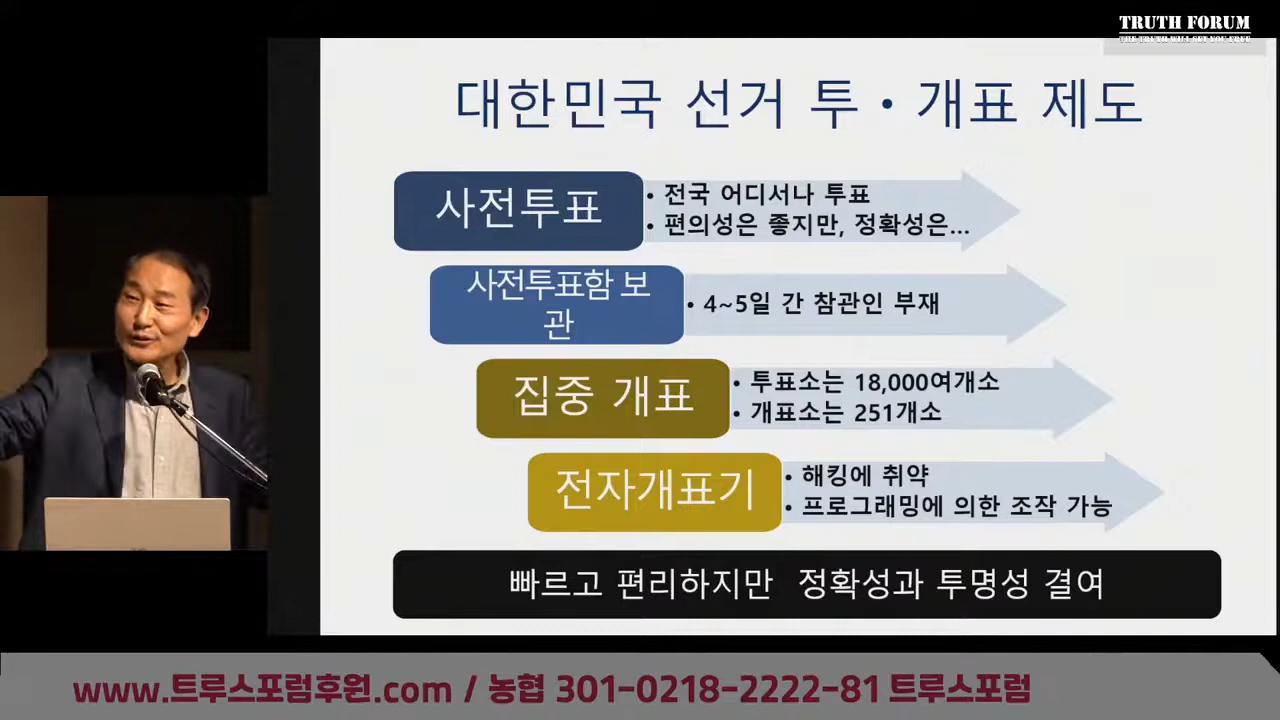 TRUTH FORUM
THE TRUTH WILL SET YOU FREE
대한민국 선거 투・개표 제도
사전투표
• 전국 어디서나 투표
• 편의성은 좋지만, 정확성은...
사전투표함 보
관
• 4~5일 간 참관인 부재
집중 개표
• 투표소는 18,000여개소
• 개표소는 251개소
전자개표기
• 해킹에 취약
• 프로그래밍에 의한 조작 가능
빠르고 편리하지만 정확성과 투명성 결여
www.트루스포럼후원.com / 농협 301-0218-2222-81 트루스포럼